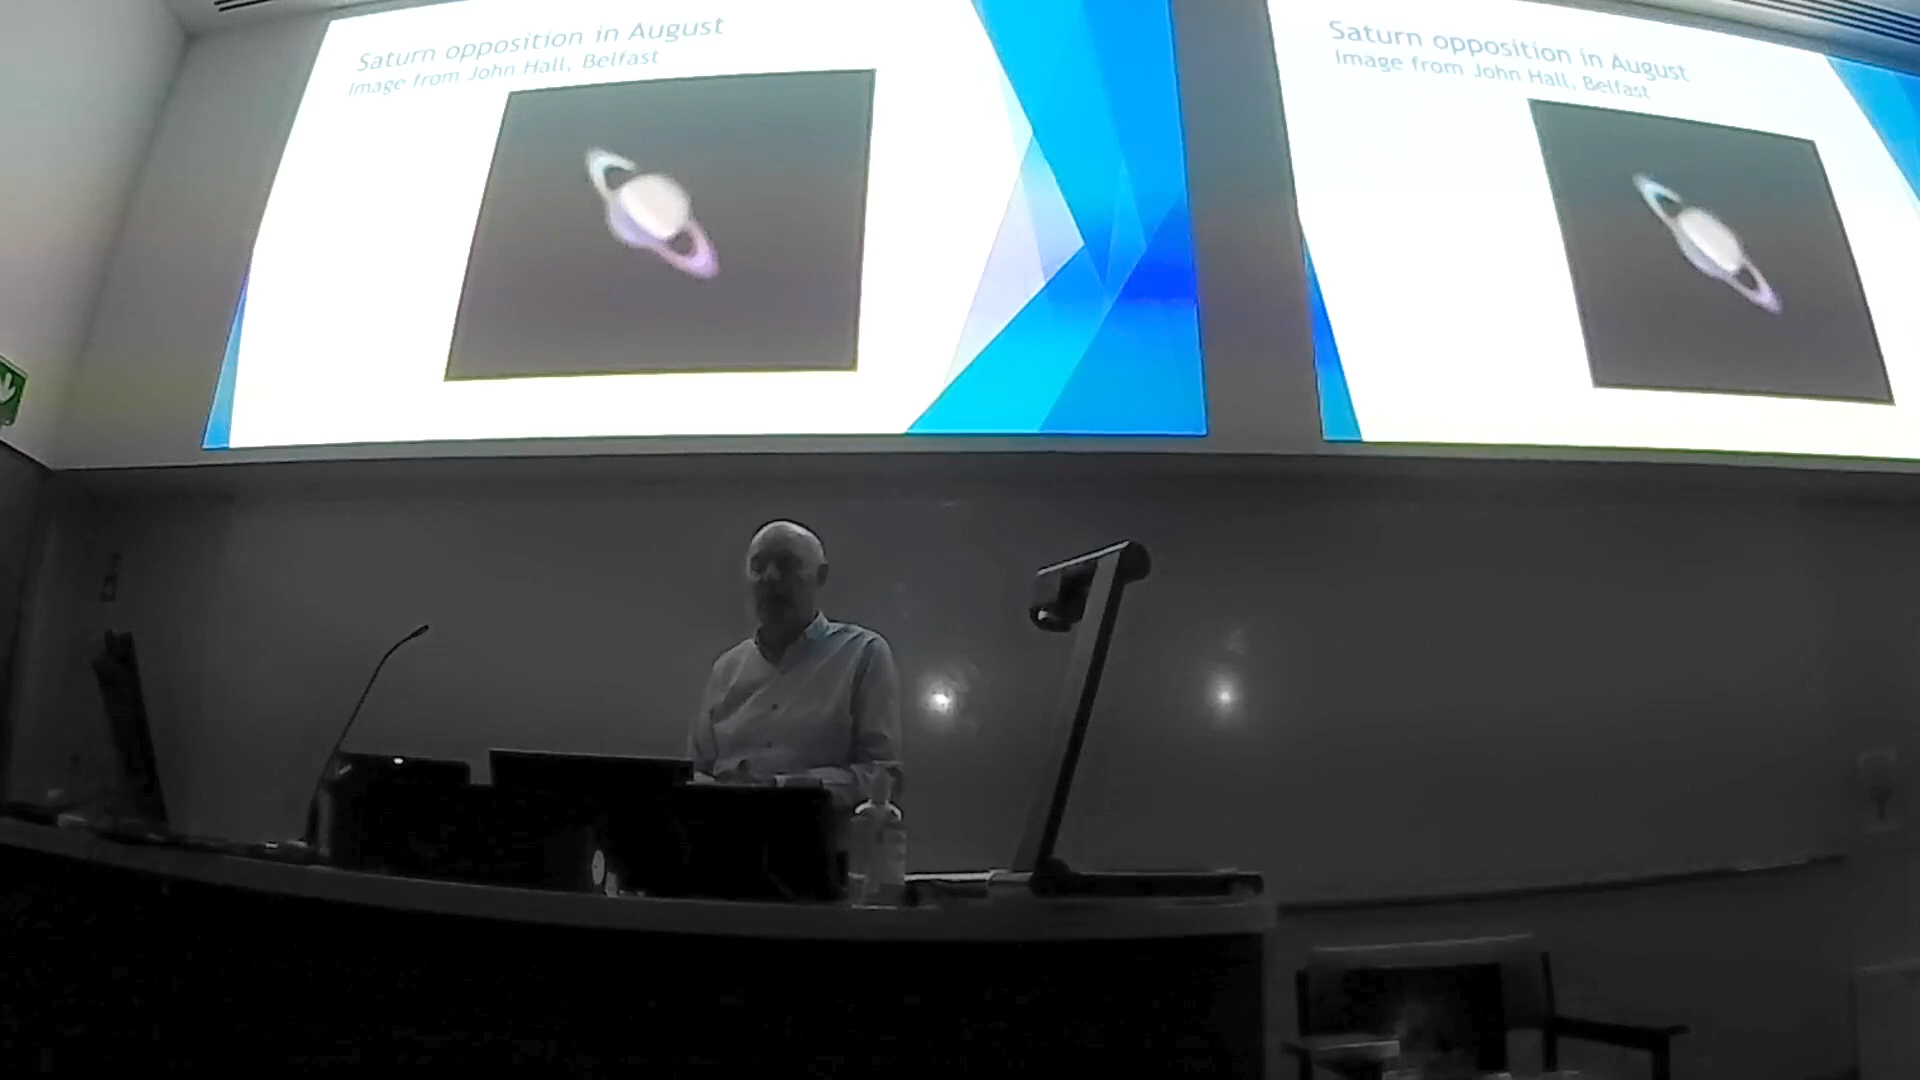 Saturn opposition in August
Image from John Hall, Belfast
Saturn opposition in August
Image from John Hall, Belfast